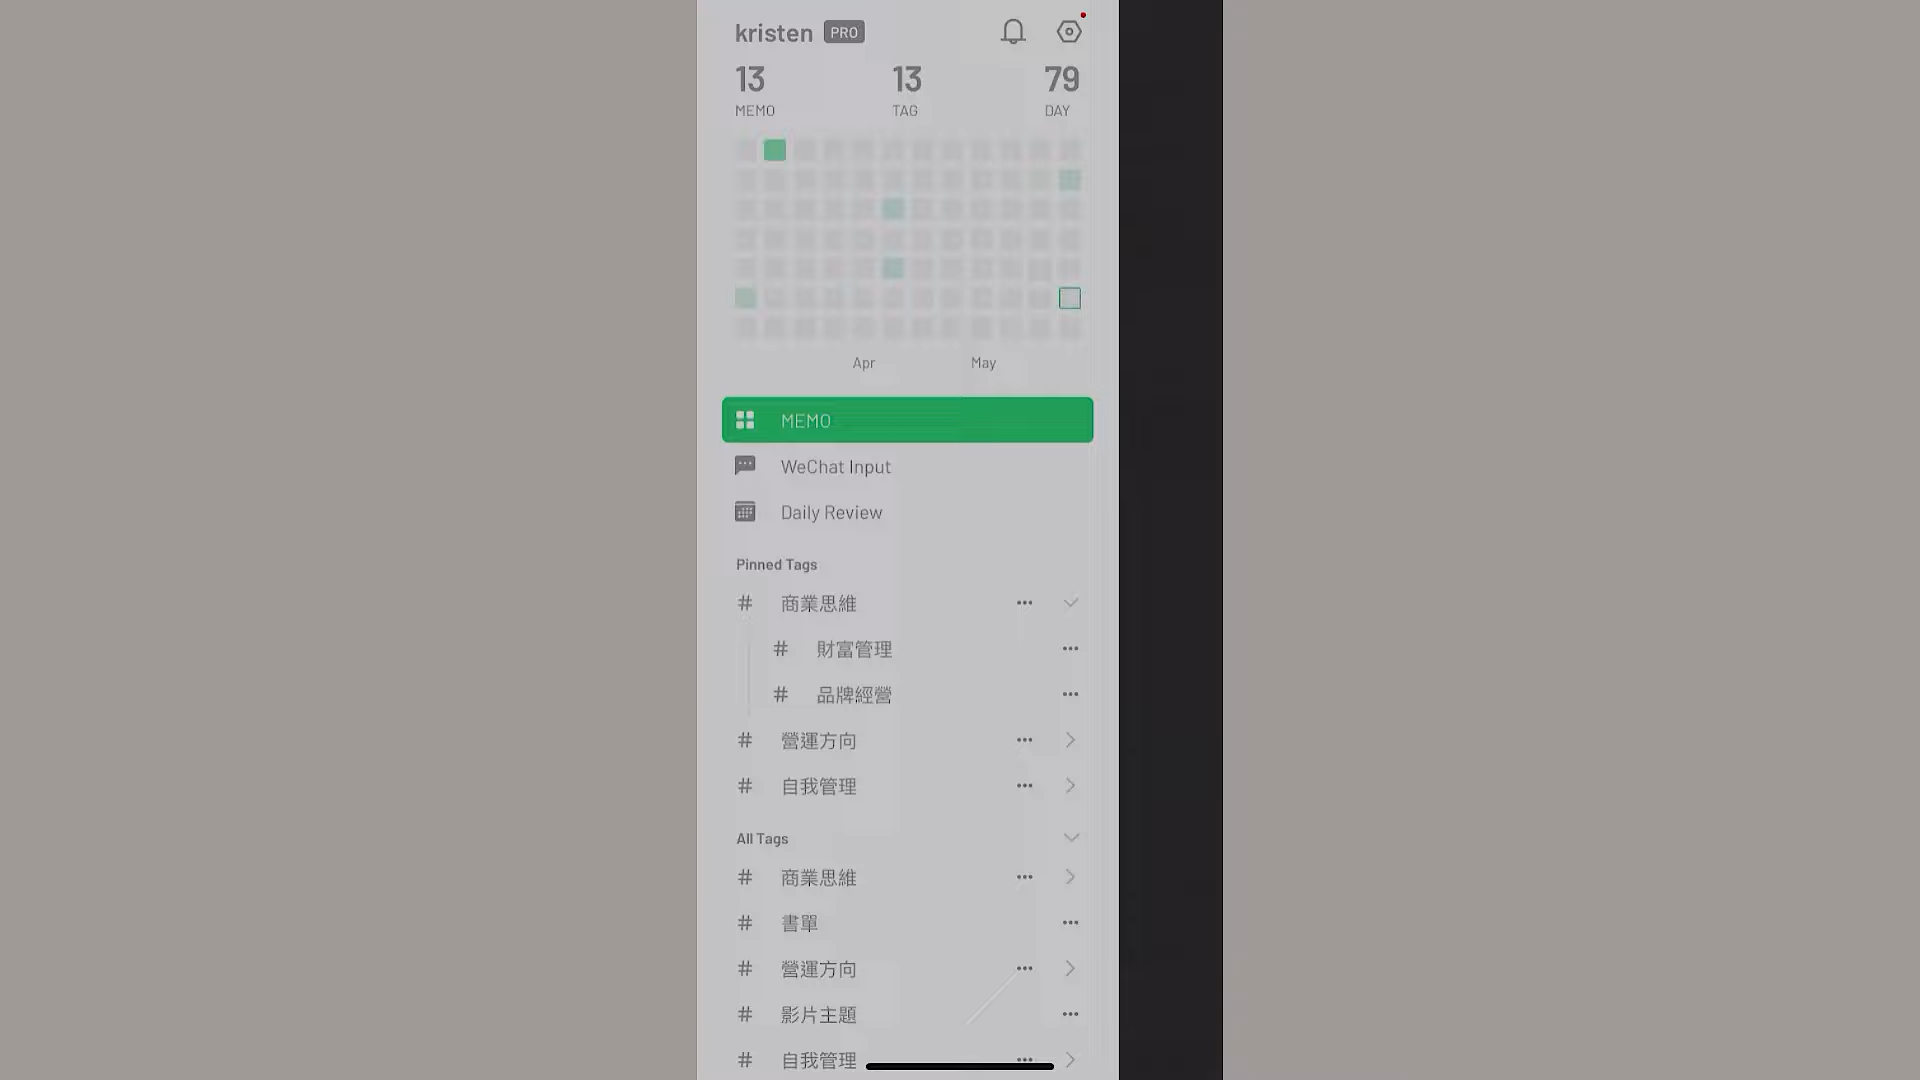 kristen PRO
13 13 79
MEMO TAG DAY
Apr May
MEMO
WeChat Input
Daily Review
Pinned Tags
# 商業思維
# 財富管理
# 品牌經營
# 營運方向
# 自我管理
All Tags
# 商業思維
# 書單
# 營運方向
# 影片主題
# 自我管理